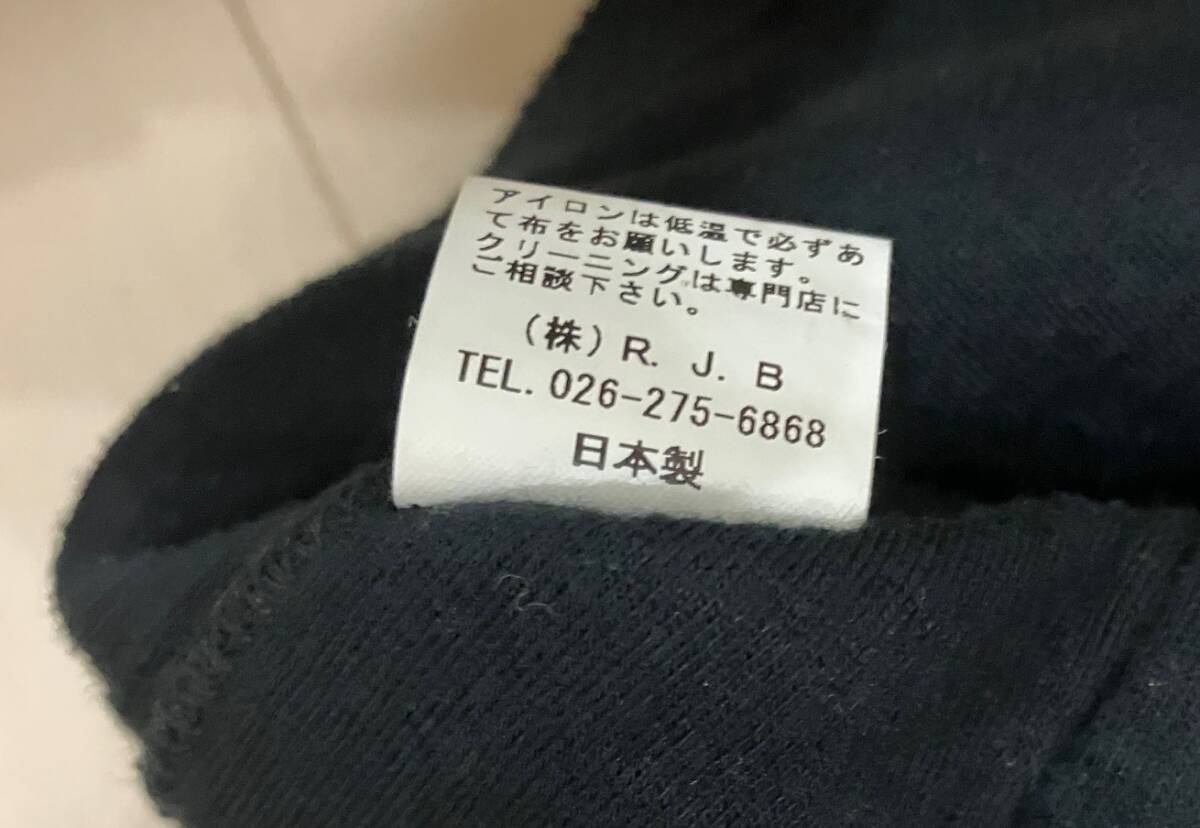 アイロンは低温で必ずあ
て布をお願いします。
クリーニングは専門店に
ご相談下さい。
(株) R. J. B
TEL. 026-275-6868
日本製